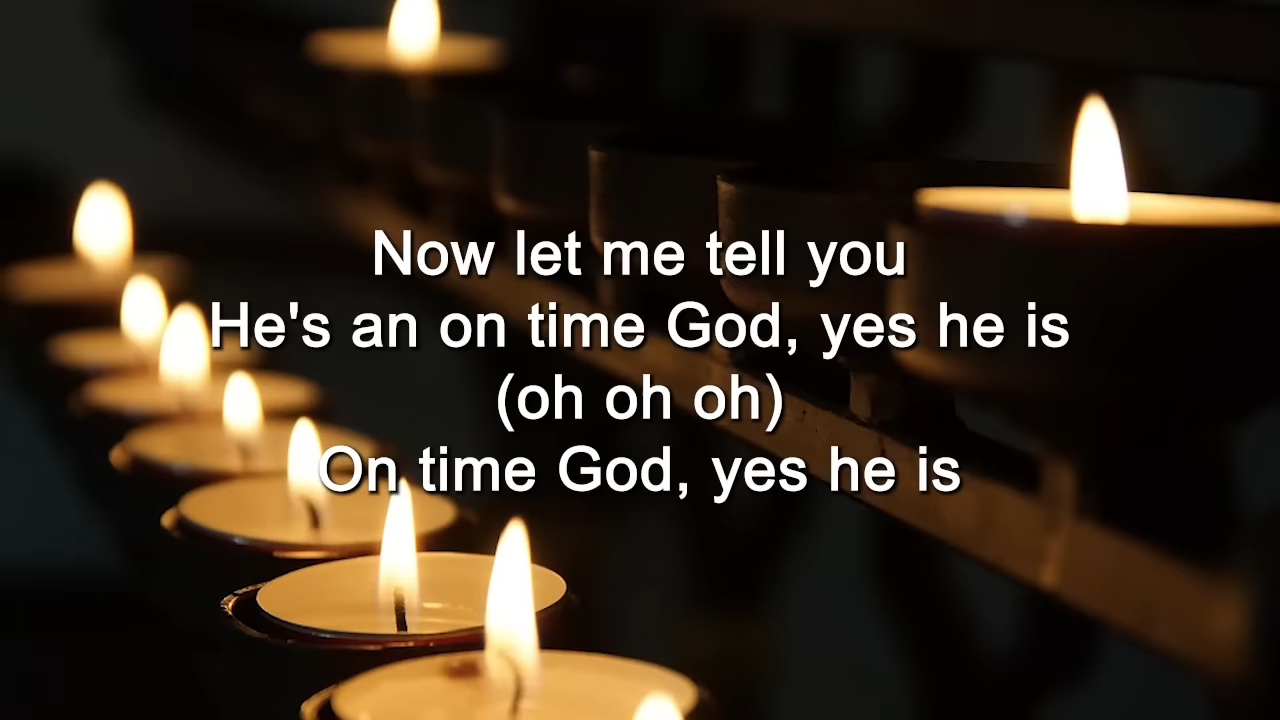 Now let me tell you
He's an on time God, yes he is
(oh oh oh)
On time God, yes he is